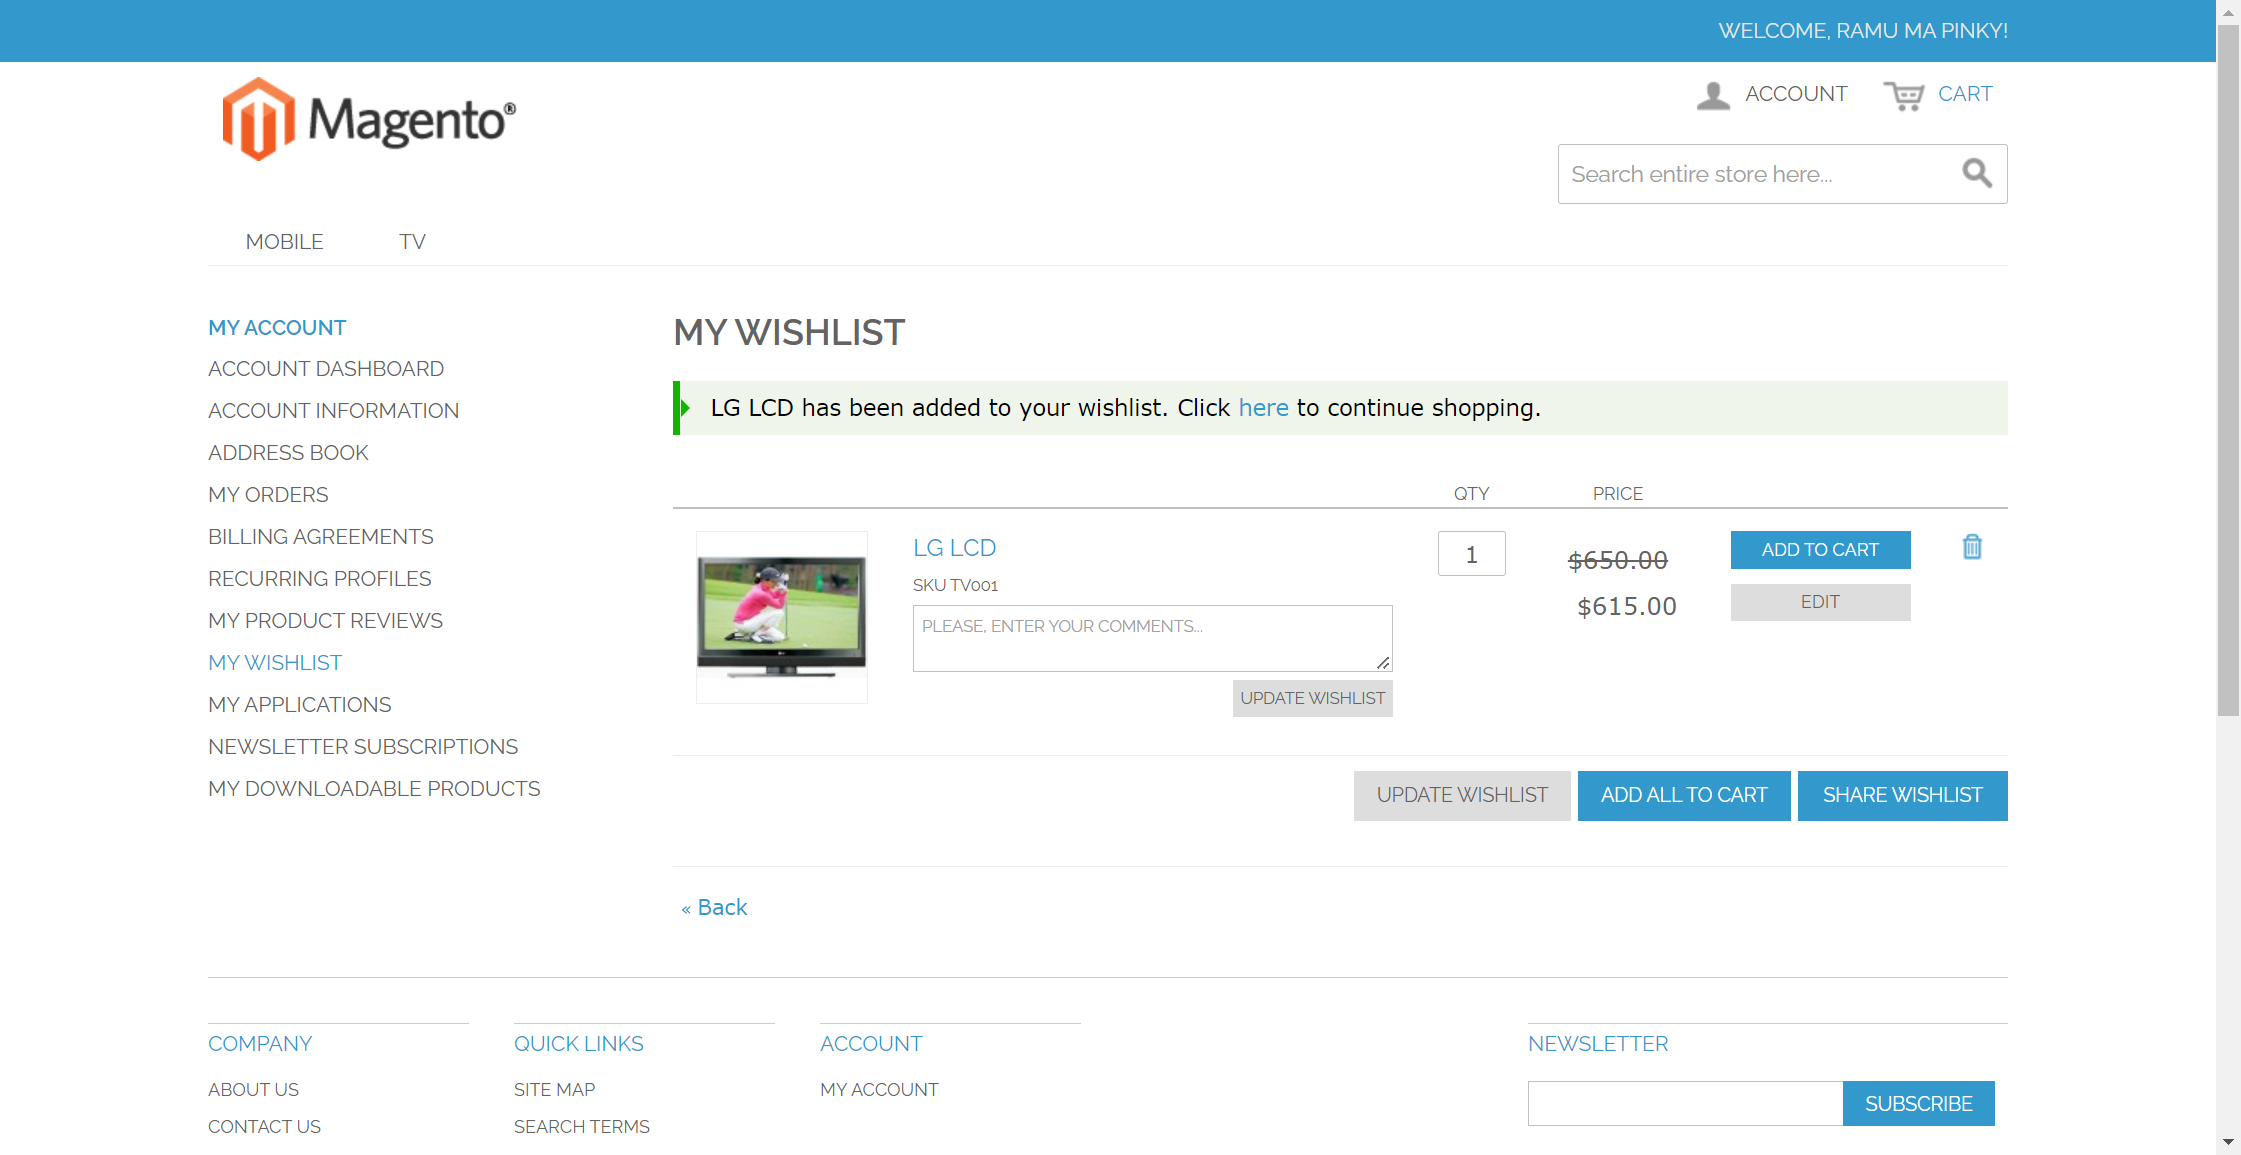 WELCOME, RAMU MA PINKY!
Magento®
ACCOUNT
CART
Search entire store here...
MOBILE
TV
MY ACCOUNT
ACCOUNT DASHBOARD
ACCOUNT INFORMATION
ADDRESS BOOK
MY ORDERS
BILLING AGREEMENTS
RECURRING PROFILES
MY PRODUCT REVIEWS
MY WISHLIST
MY APPLICATIONS
NEWSLETTER SUBSCRIPTIONS
MY DOWNLOADABLE PRODUCTS
MY WISHLIST
LG LCD has been added to your wishlist. Click here to continue shopping.
QTY
PRICE
LG LCD
SKU TV001
PLEASE, ENTER YOUR COMMENTS...
UPDATE WISHLIST
1
$650.00
$615.00
ADD TO CART
EDIT
UPDATE WISHLIST
ADD ALL TO CART
SHARE WISHLIST
« Back
COMPANY
ABOUT US
CONTACT US
QUICK LINKS
SITE MAP
SEARCH TERMS
ACCOUNT
MY ACCOUNT
NEWSLETTER
SUBSCRIBE